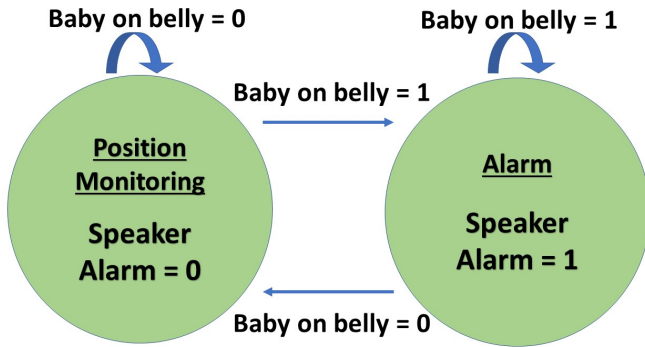 Baby on belly = 0
Baby on belly = 1
Baby on belly = 1
Position
Monitoring
Speaker
Alarm = 0
Alarm
Speaker
Alarm = 1
Baby on belly = 0